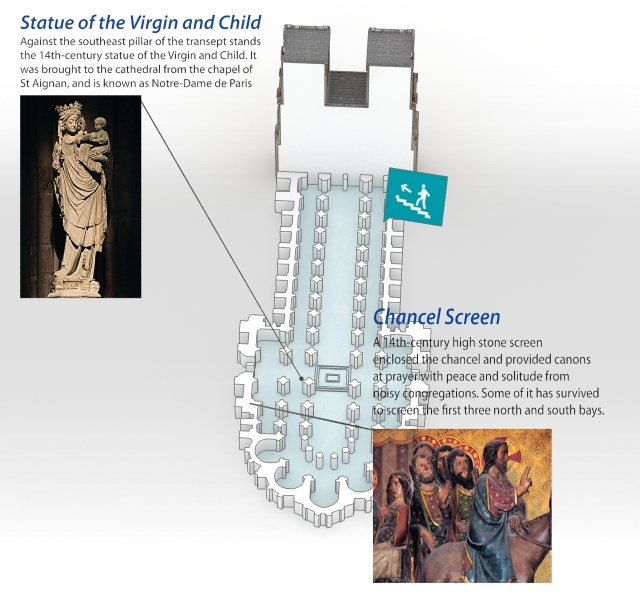 Statue of the Virgin and Child
Against the southeast pillar of the transept stands
the 14th-century statue of the Virgin and Child. It
was brought to the cathedral from the chapel of
St Aignan, and is known as Notre-Dame de Paris
Chancel Screen
A 14th-century high stone screen
enclosed the chancel and provided canons
at prayer with peace and solitude from
noisy congregations. Some of it has survived
to screen the first three north and south bays.